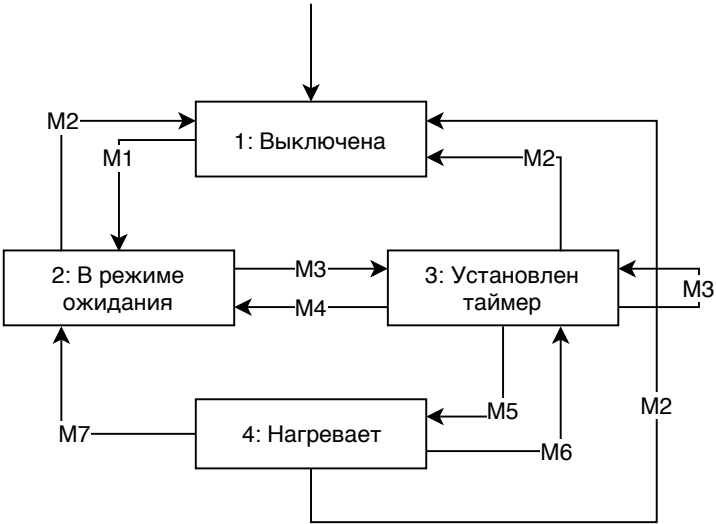 M2
1: Выключена
M1
M2
2: В режиме
ожидания
M3
M4
3: Установлен
таймер
M3
M5
M2
M7
4: Нагревает
M6